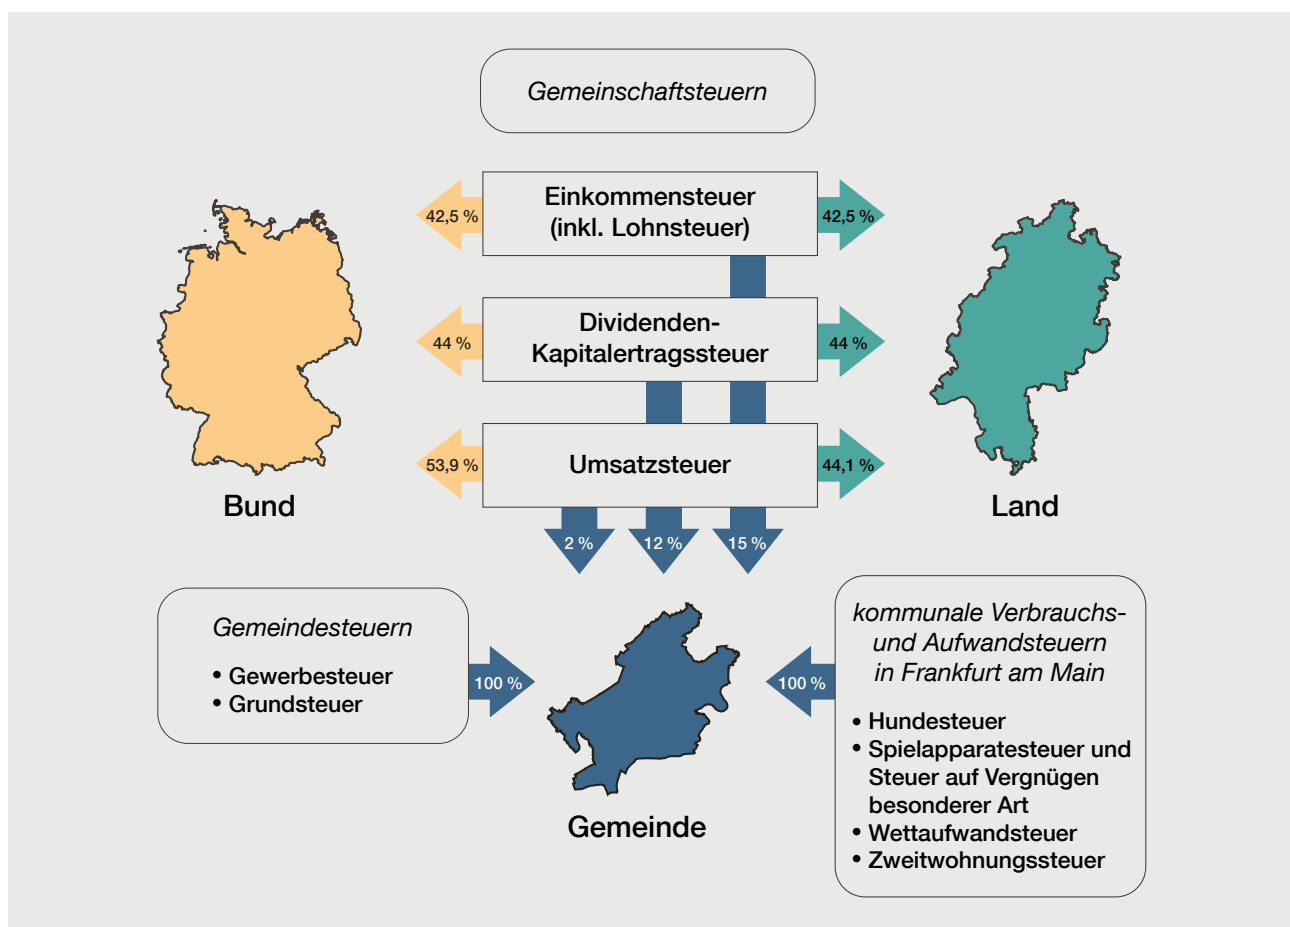 Gemeinschaftsteuern
Einkommensteuer
(inkl. Lohnsteuer)
42,5 %
42,5 %
Dividenden-
Kapitalertragssteuer
44 %
44 %
Umsatzsteuer
53,9 %
44,1 %
Bund
Land
2 %
12 %
15 %
Gemeindesteuern
• Gewerbesteuer
• Grundsteuer
100 %
100 %
kommunale Verbrauchs-
und Aufwandsteuern
in Frankfurt am Main
• Hundesteuer
• Spielapparatesteuer und
Steuer auf Vergnügen
besonderer Art
• Wettaufwandsteuer
• Zweitwohnungssteuer
Gemeinde